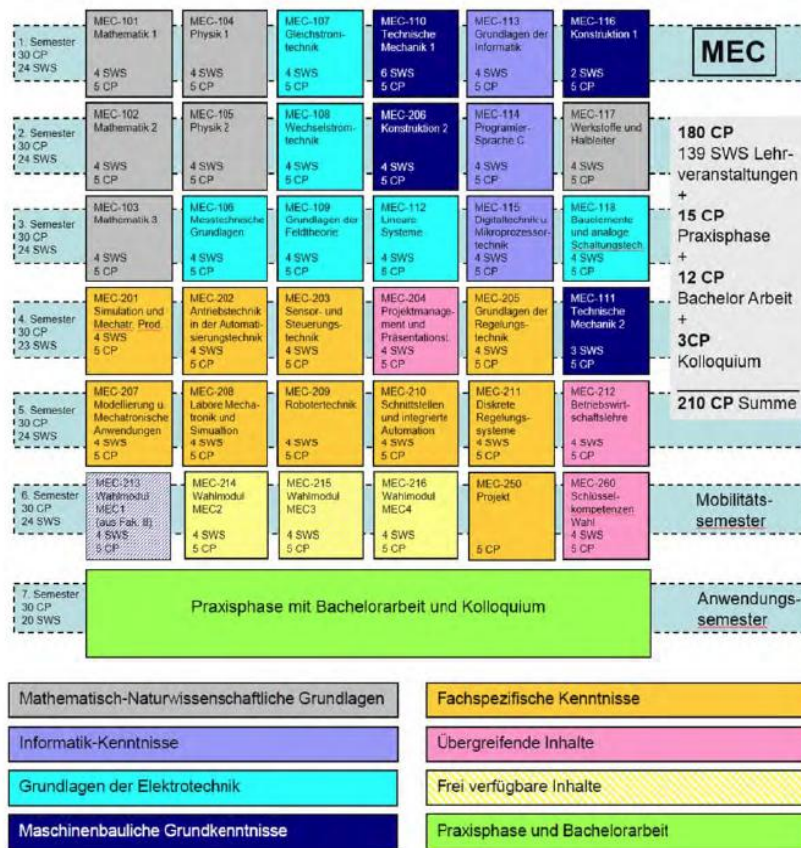 1. Semester
30 CP
24 SWS
MEC-101
Mathematik 1
4 SWS
5 CP
MEC-104
Physik 1
4 SWS
5 CP
MEC-107
Gleichstrom-
technik
4 SWS
5 CP
MEC-110
Technische
Mechanik 1
6 SWS
5 CP
MEC-113
Grundlagen der
Informatik
4 SWS
5 CP
MEC-116
Konstruktion 1
2 SWS
5 CP
MEC
2. Semester
30 CP
24 SWS
MEC-102
Mathematik 2
4 SWS
5 CP
MEC-105
Physik 2
4 SWS
5 CP
MEC-108
Wechselstrom-
technik
4 SWS
5 CP
MEC-206
Konstruktion 2
4 SWS
5 CP
MEC-114
Programier-
Sprache C
4 SWS
5 CP
MEC-117
Werkstoffe und
Halbleiter
4 SWS
5 CP
3. Semester
30 CP
24 SWS
MEC-103
Mathematik 3
4 SWS
5 CP
MEC-106
Messtechnische
Grundlagen
4 SWS
5 CP
MEC-109
Grundlagen der
Feldtheorie
4 SWS
5 CP
MEC-112
Lineare
Systeme
4 SWS
5 CP
MEC-115
Digitaltechnik u.
Mikroprozessor-
technik
4 SWS
5 CP
MEC-118
Bauelemente
und analoge
Schaltungstech.
4 SWS
5 CP
4. Semester
30 CP
23 SWS
MEC-201
Simulation und
Mechatr. Prod.
4 SWS
5 CP
MEC-202
Antriebstechnik
in der Automati-
sierungstechnik
4 SWS
5 CP
MEC-203
Sensor- und
Steuerungs-
technik
4 SWS
5 CP
MEC-204
Projektmanage-
ment und
Präsentationst.
4 SWS
5 CP
MEC-205
Grundlagen der
Regelungs-
technik
4 SWS
5 CP
MEC-111
Technische
Mechanik 2
3 SWS
5 CP
5. Semester
30 CP
24 SWS
MEC-207
Modellierung u.
Mechatronische
Anwendungen
4 SWS
5 CP
MEC-208
Labore Mecha-
tronik und
Simualtion
4 SWS
5 CP
MEC-209
Robotertechnik
4 SWS
5 CP
MEC-210
Schnittstellen
und integrierte
Automation
4 SWS
5 CP
MEC-211
Diskrete
Regelungs-
systeme
4 SWS
5 CP
MEC-212
Betriebswirt-
schaftslehre
4 SWS
5 CP
180 CP
139 SWS Lehr-
veranstaltungen
+
15 CP
Praxisphase
+
12 CP
Bachelor Arbeit
+
3CP
Kolloquium
210 CP Summe
6. Semester
30 CP
24 SWS
MEC-213
Wahlmodul
MEC1
(aus Fak. III)
4 SWS
5 CP
MEC-214
Wahlmodul
MEC2
4 SWS
5 CP
MEC-215
Wahlmodul
MEC3
4 SWS
5 CP
MEC-216
Wahlmodul
MEC4
4 SWS
5 CP
MEC-250
Projekt
5 CP
MEC-260
Schlüssel-
kompetenzen
Wahl
4 SWS
5 CP
Mobilitäts-
semester
7. Semester
30 CP
20 SWS
Praxisphase mit Bachelorarbeit und Kolloquium
Anwendungs-
semester
Mathematisch-Naturwissenschaftliche Grundlagen
Fachspezifische Kenntnisse
Informatik-Kenntnisse
Übergreifende Inhalte
Grundlagen der Elektrotechnik
Frei verfügbare Inhalte
Maschinenbauliche Grundkenntnisse
Praxisphase und Bachelorarbeit